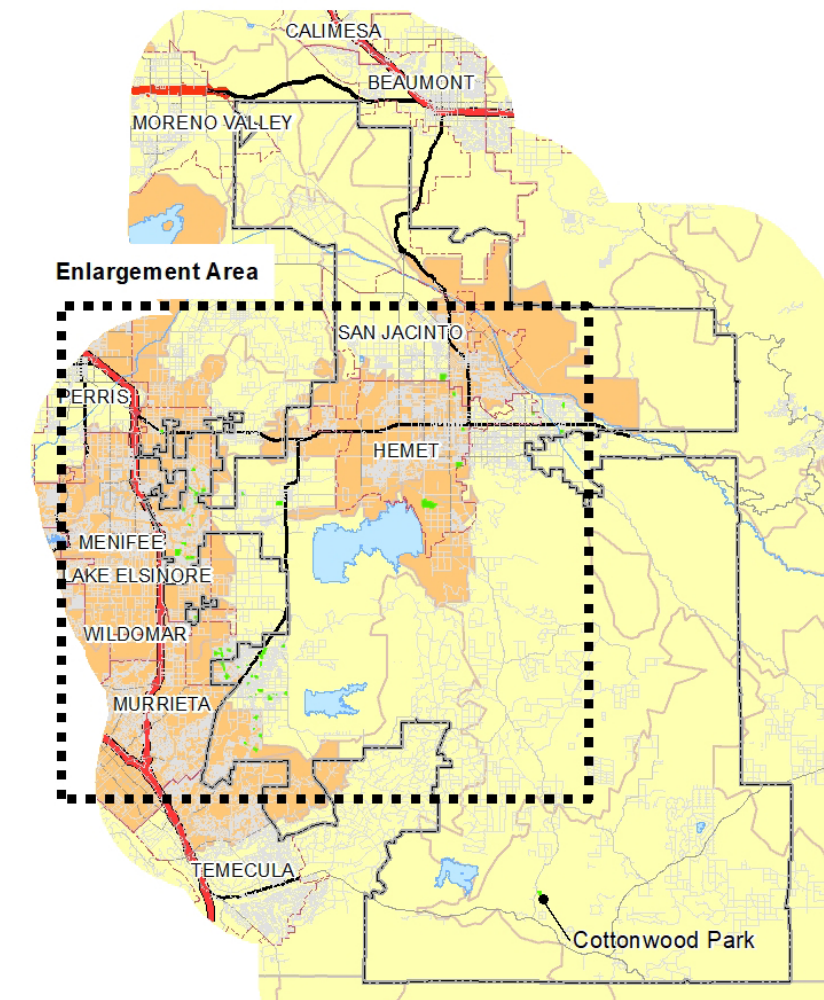 CALIMESA
BEAUMONT
MORENO VALLEY
Enlargement Area
SAN JACINTO
PERRIS
HEMET
MENIFEE
LAKE ELSINORE
WILDOMAR
MURRIETA
TEMECULA
Cottonwood Park